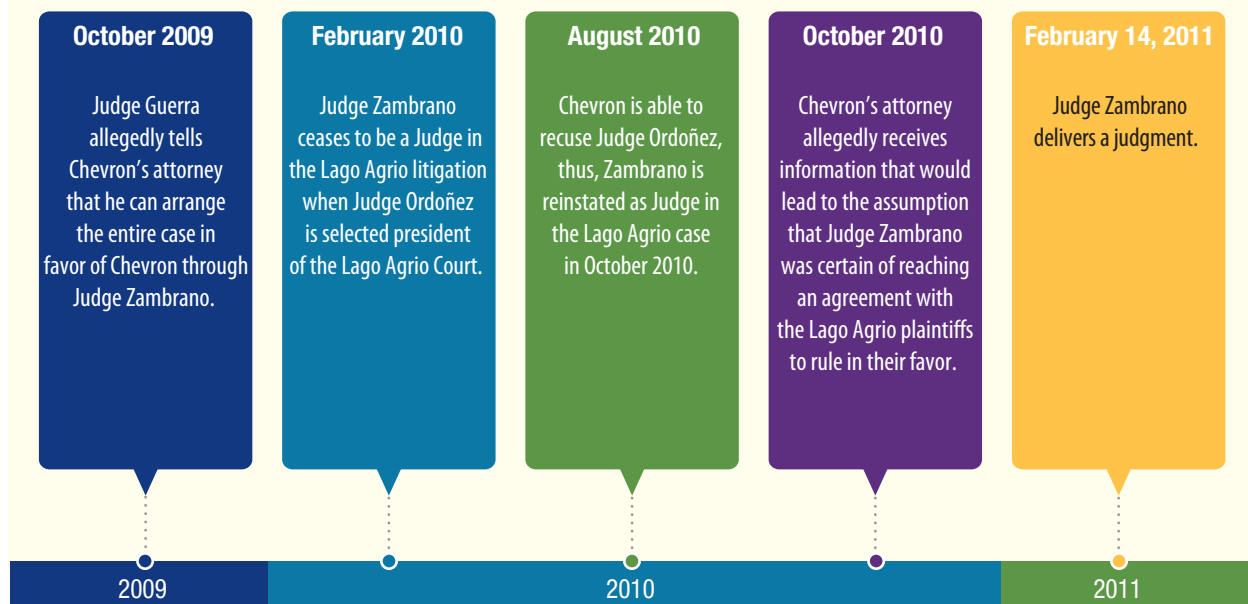 October 2009
Judge Guerra
allegedly tells
Chevron's attorney
that he can arrange
the entire case in
favor of Chevron through
Judge Zambrano.
February 2010
Judge Zambrano
ceases to be a Judge in
the Lago Agrio litigation
when Judge Ordoñez
is selected president
of the Lago Agrio Court.
August 2010
Chevron is able to
recuse Judge Ordoñez,
thus, Zambrano is
reinstated as Judge in
the Lago Agrio case
in October 2010.
October 2010
Chevron's attorney
allegedly receives
information that would
lead to the assumption
that Judge Zambrano
was certain of reaching
an agreement with
the Lago Agrio plaintiffs
to rule in their favor.
February 14, 2011
Judge Zambrano
delivers a judgment.
2009
2010
2011